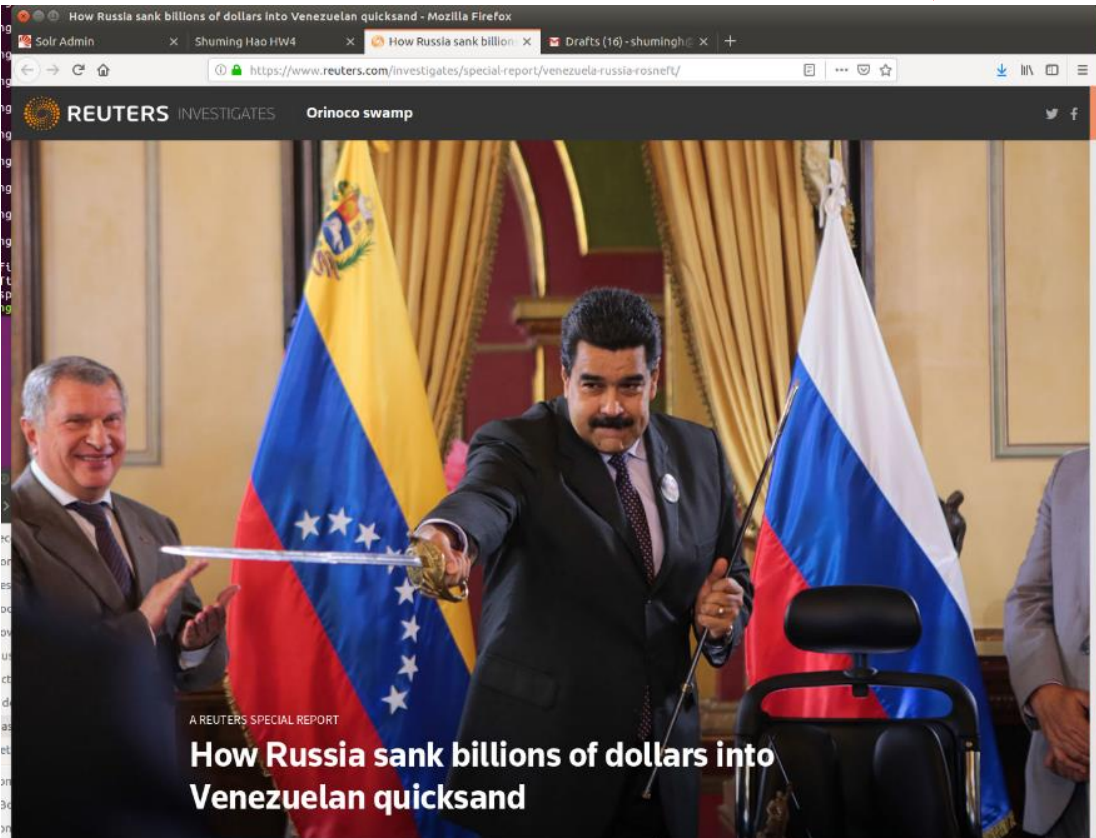 How Russia sank billions of dollars into Venezuelan quicksand - Mozilla Firefox
Solr Admin
Shuming Hao HW4
How Russia sank billion
Drafts (16) - shumingh
https://www.reuters.com/investigates/special-report/venezuela-russia-rosneft/
REUTERS INVESTIGATES Orinoco swamp
A REUTERS SPECIAL REPORT
How Russia sank billions of dollars into
Venezuelan quicksand